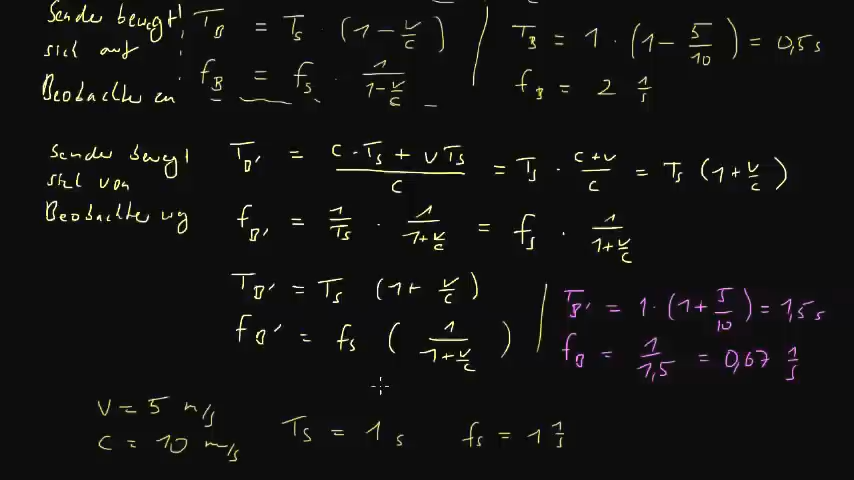 Sender bewegt sich auf Beobachter zu
T_B = T_S · (1 - v/c)
f_B = f_S · 1/(1 - v/c)
T_B = 1 · (1 - 5/10) = 0,5 s
f_B = 2 1/s
Sender bewegt sich von Beobachter weg
T_B' = (c · T_S + v T_S)/c = T_S · (c+v)/c = T_S (1 + v/c)
f_B' = 1/T_S · 1/(1 + v/c) = f_S · 1/(1 + v/c)
T_B' = T_S (1 + v/c)
f_B' = f_S (1/(1 + v/c))
T_B' = 1 · (1 + 5/10) = 1,5 s
f_B = 1/1,5 = 0,67 1/s
v = 5 m/s
c = 10 m/s
T_S = 1 s
f_S = 1 1/s